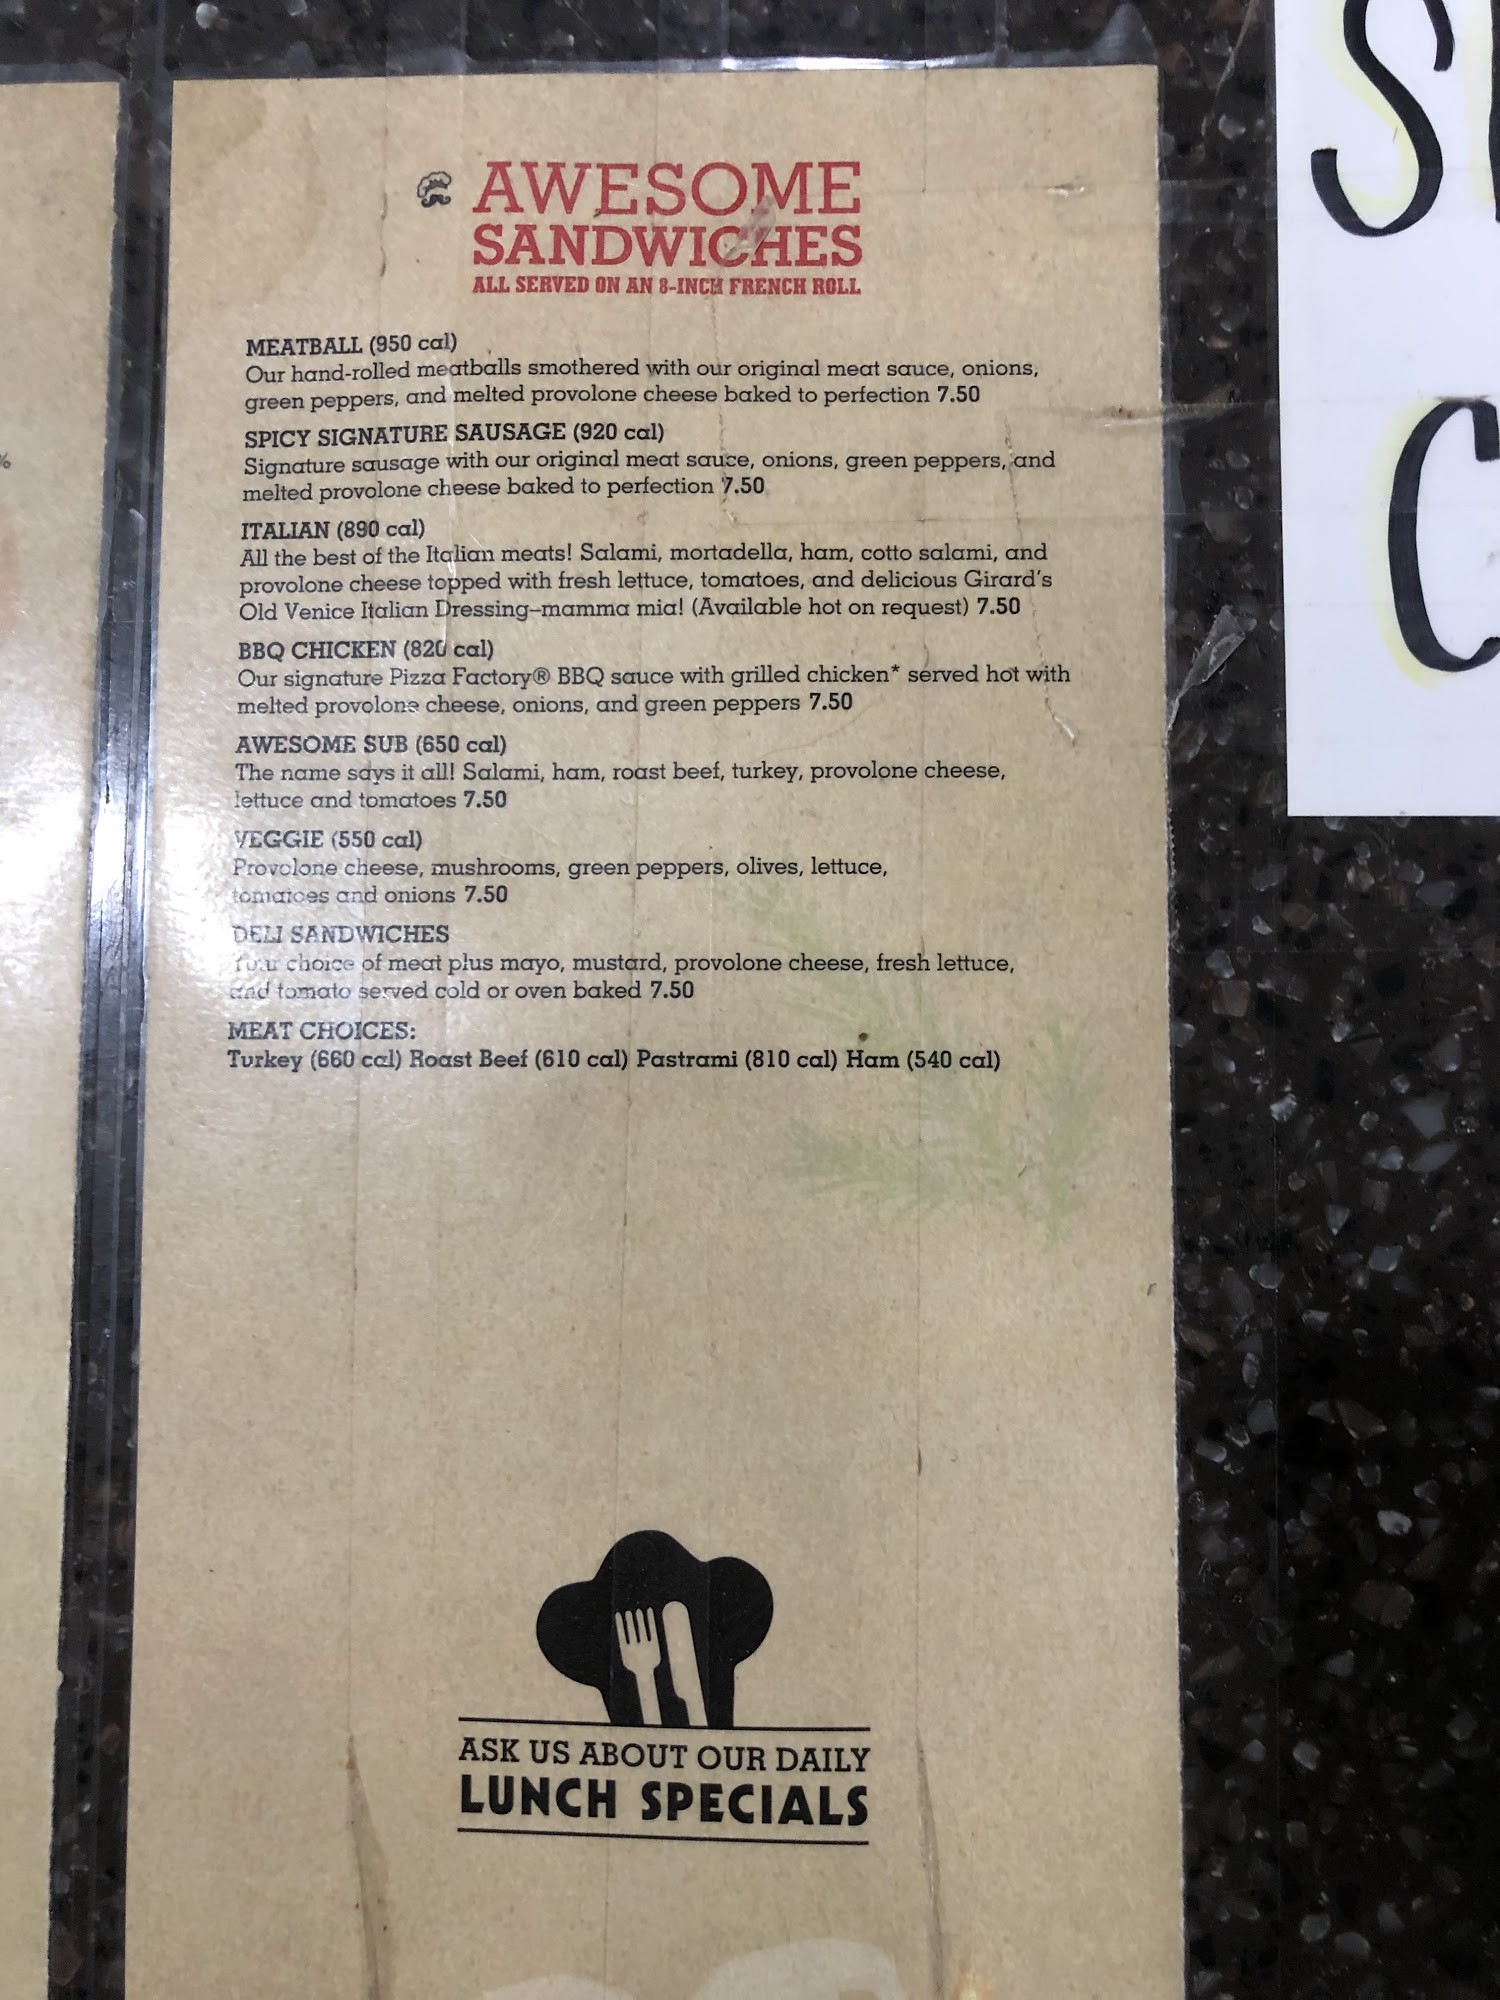 AWESOME
SANDWICHES
ALL SERVED ON AN 8-INCH FRENCH ROLL
MEATBALL (950 cal)
Our hand-rolled meatballs smothered with our original meat sauce, onions,
green peppers, and melted provolone cheese baked to perfection 7.50
SPICY SIGNATURE SAUSAGE (920 cal)
Signature sausage with our original meat sauce, onions, green peppers, and
melted provolone cheese baked to perfection 7.50
ITALIAN (890 cal)
All the best of the Italian meats! Salami, mortadella, ham, cotto salami, and
provolone cheese topped with fresh lettuce, tomatoes, and delicious Girard's
Old Venice Italian Dressing–mamma mia! (Available hot on request) 7.50
BBQ CHICKEN (820 cal)
Our signature Pizza Factory® BBQ sauce with grilled chicken* served hot with
melted provolone cheese, onions, and green peppers 7.50
AWESOME SUB (650 cal)
The name says it all! Salami, ham, roast beef, turkey, provolone cheese,
lettuce and tomatoes 7.50
VEGGIE (550 cal)
Provolone cheese, mushrooms, green peppers, olives, lettuce,
tomatoes and onions 7.50
DELI SANDWICHES
Your choice of meat plus mayo, mustard, provolone cheese, fresh lettuce,
and tomato served cold or oven baked 7.50
MEAT CHOICES:
Turkey (660 cal) Roast Beef (610 cal) Pastrami (810 cal) Ham (540 cal)
ASK US ABOUT OUR DAILY
LUNCH SPECIALS
%
S
C